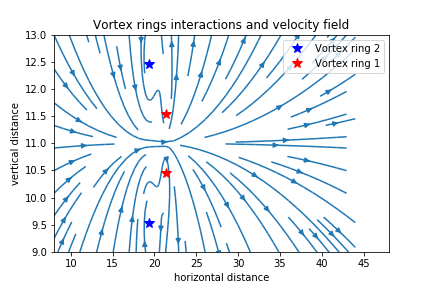 Vortex rings interactions and velocity field
Vortex ring 2
Vortex ring 1
vertical distance
13.0
12.5
12.0
11.5
11.0
10.5
10.0
9.5
9.0
10 15 20 25 30 35 40 45
horizontal distance